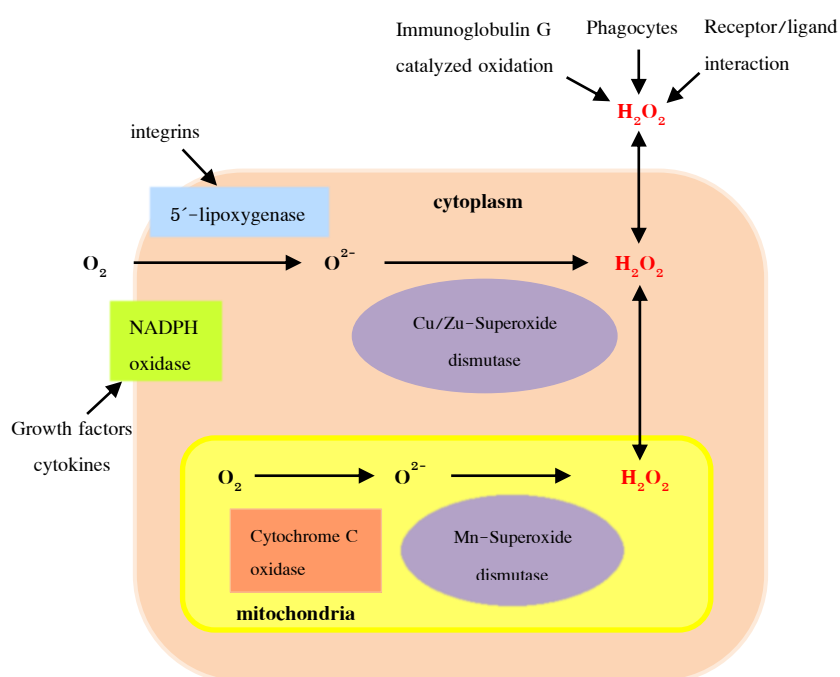 Immunoglobulin G
catalyzed oxidation
Phagocytes
Receptor/ligand
interaction
H₂O₂
integrins
5´-lipoxygenase
cytoplasm
O₂
O²⁻
H₂O₂
NADPH
oxidase
Cu/Zu-Superoxide
dismutase
Growth factors
cytokines
O₂
O²⁻
H₂O₂
Cytochrome C
oxidase
Mn-Superoxide
dismutase
mitochondria